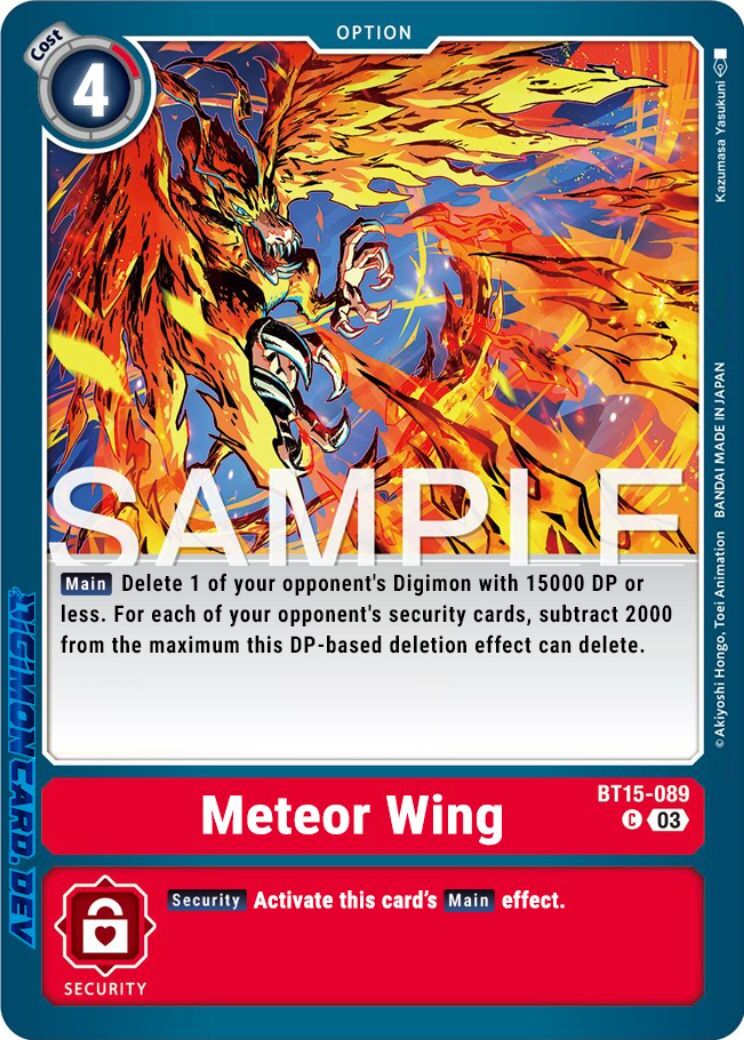 OPTION
Cost
4
Kazumasa Yasukuni
SAMPLE
Main Delete 1 of your opponent's Digimon with 15000 DP or
less. For each of your opponent's security cards, subtract 2000
from the maximum this DP-based deletion effect can delete.
© Akiyoshi Hongo, Toei Animation BANDAI MADE IN JAPAN
DIGIMON CARD.DEV
Meteor Wing
BT15-089
C 03
Security Activate this card's Main effect.
SECURITY